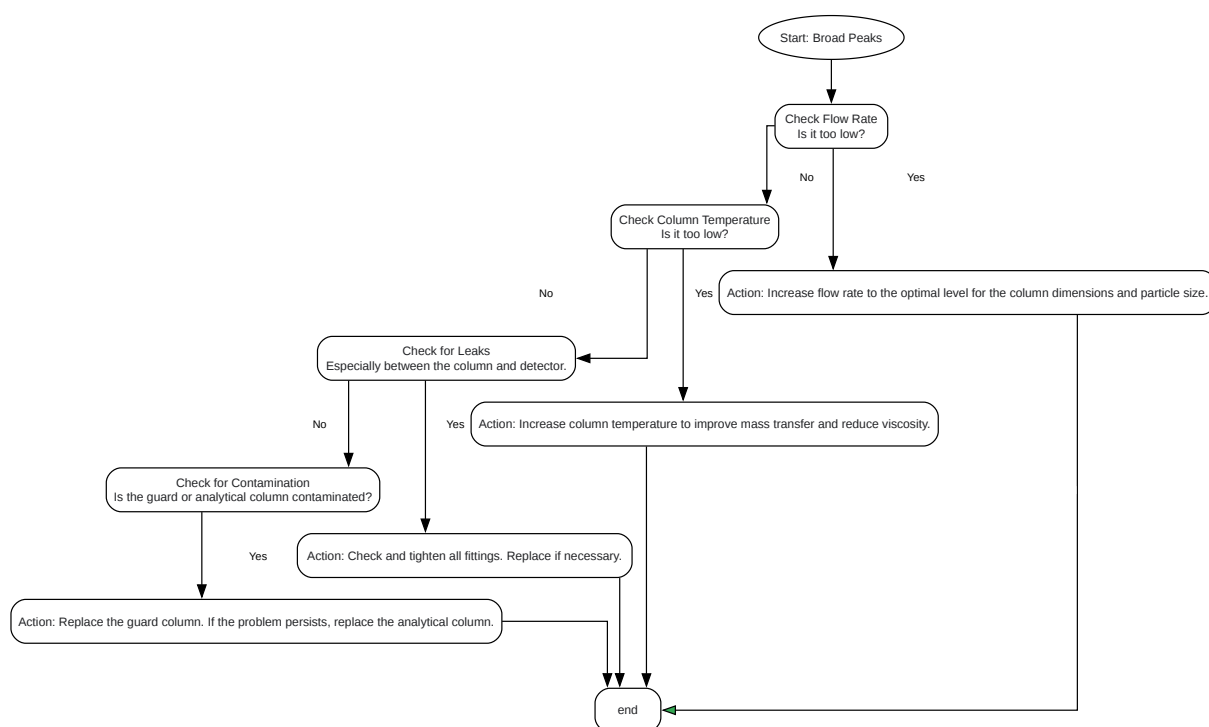 Start: Broad Peaks
Check Flow Rate
Is it too low?
No
Yes
Check Column Temperature
Is it too low?
No
Yes
Action: Increase flow rate to the optimal level for the column dimensions and particle size.
Check for Leaks
Especially between the column and detector.
No
Yes
Action: Increase column temperature to improve mass transfer and reduce viscosity.
Check for Contamination
Is the guard or analytical column contaminated?
Yes
Action: Check and tighten all fittings. Replace if necessary.
Action: Replace the guard column. If the problem persists, replace the analytical column.
end